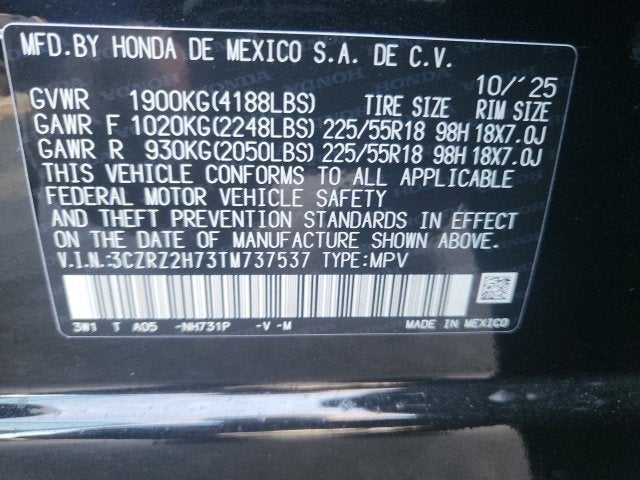 MFD.BY HONDA DE MEXICO S.A. DE C.V.
10/'25
GVWR 1900KG(4188LBS) TIRE SIZE RIM SIZE
GAWR F 1020KG(2248LBS) 225/55R18 98H 18X7.0J
GAWR R 930KG(2050LBS) 225/55R18 98H 18X7.0J
THIS VEHICLE CONFORMS TO ALL APPLICABLE
FEDERAL MOTOR VEHICLE SAFETY
AND THEFT PREVENTION STANDARDS IN EFFECT
ON THE DATE OF MANUFACTURE SHOWN ABOVE.
V.I.N.:3CZRZ2H73TM737537 TYPE:MPV
3W1 T A05 -NH731P -V -M MADE IN MEXICO